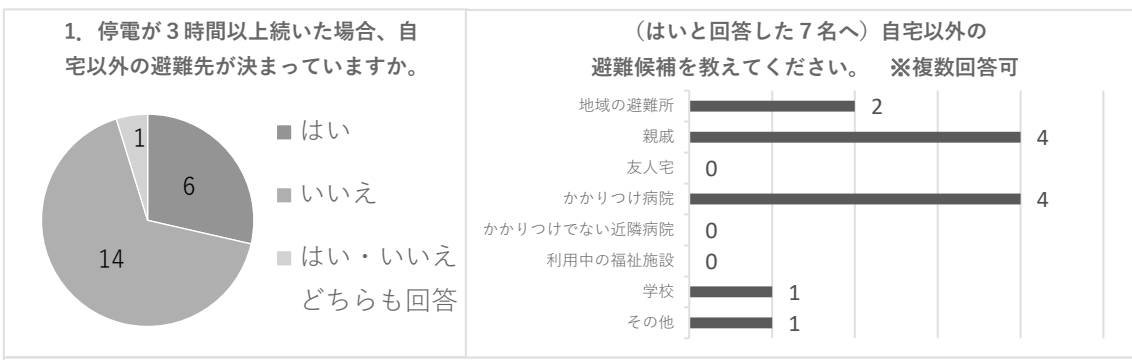 1．停電が３時間以上続いた場合、自
宅以外の避難先が決まっていますか。
1
6
14
はい
いいえ
はい・いいえ
どちらも回答
（はいと回答した７名へ）自宅以外の
避難候補を教えてください。　※複数回答可
地域の避難所 2
親戚 4
友人宅 0
かかりつけ病院 4
かかりつけでない近隣病院 0
利用中の福祉施設 0
学校 1
その他 1